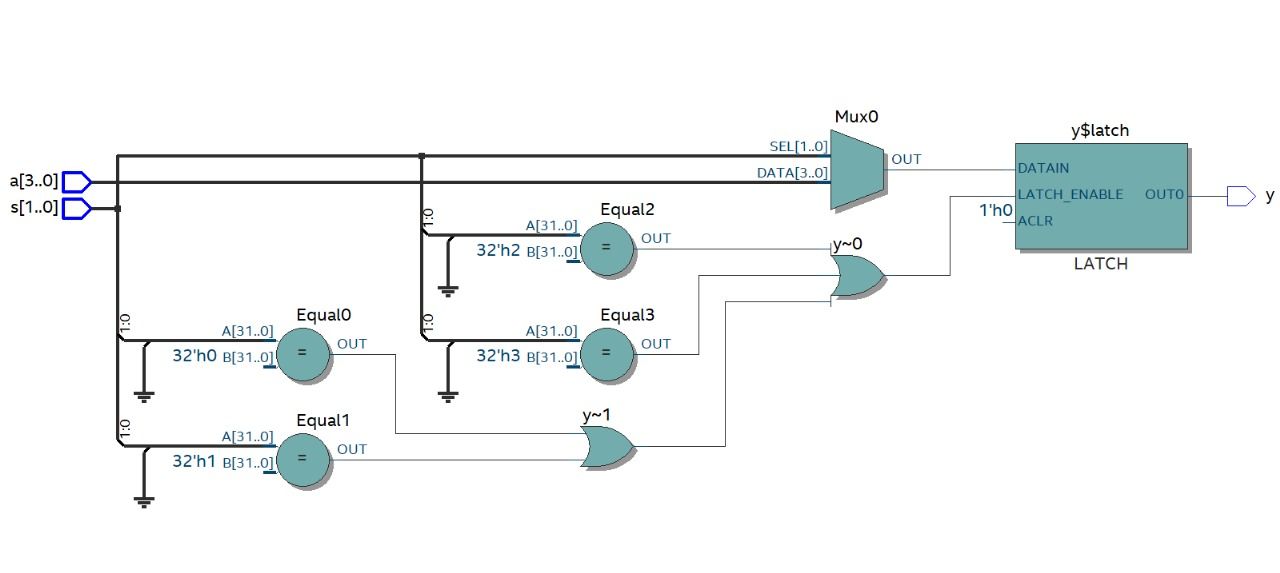 Mux0
y$latch
SEL[1..0]
OUT
DATAIN
a[3..0]
DATA[3..0]
s[1..0]
LATCH_ENABLE OUT0
y
1'h0
ACLR
LATCH
1:0
Equal2
A[31..0]
32'h2 B[31..0]
=
OUT
y~0
1:0
Equal0
A[31..0]
32'h0 B[31..0]
=
OUT
1:0
Equal3
A[31..0]
32'h3 B[31..0]
=
OUT
1:0
Equal1
A[31..0]
32'h1 B[31..0]
=
OUT
y~1